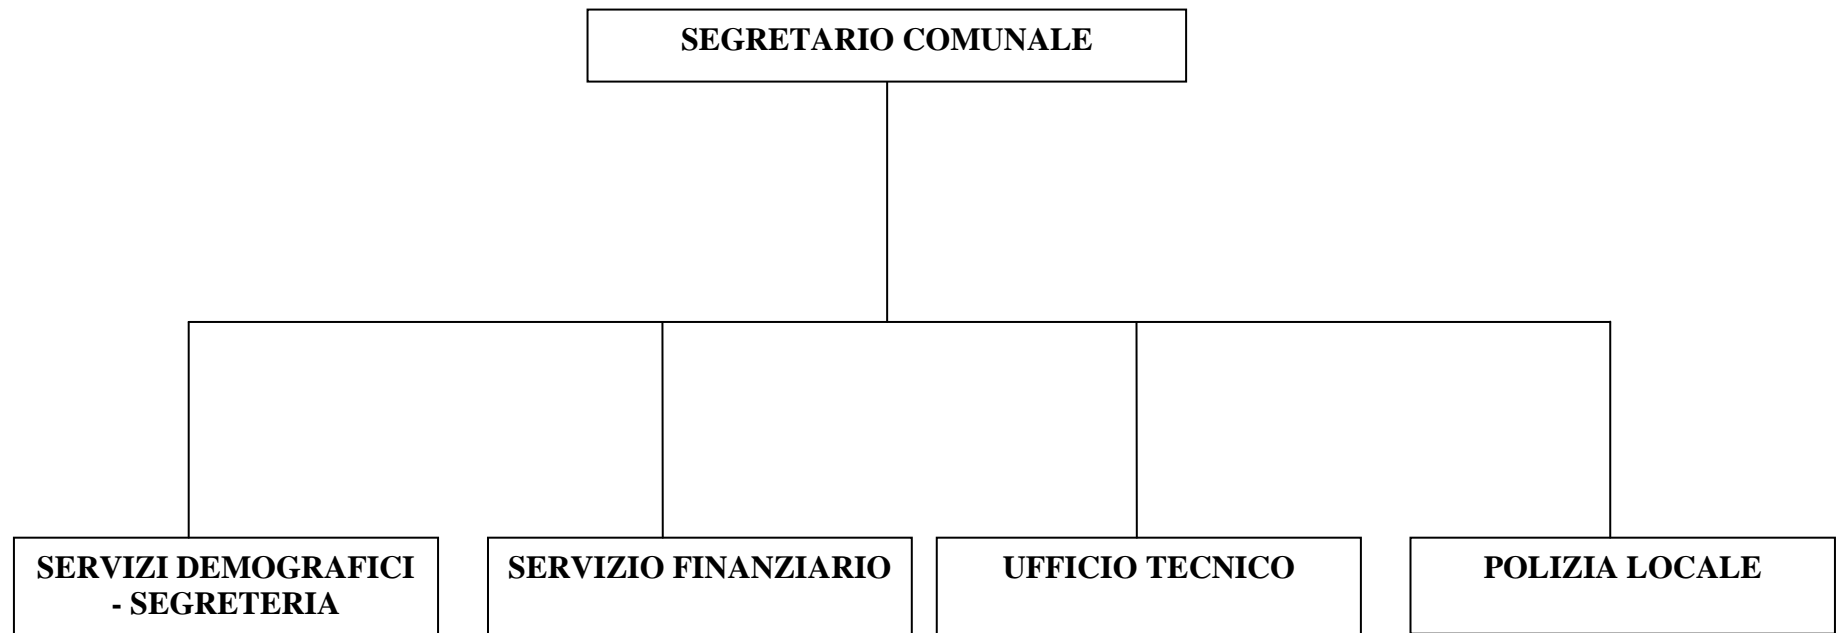 SEGRETARIO COMUNALE
SERVIZI DEMOGRAFICI
- SEGRETERIA
SERVIZIO FINANZIARIO
UFFICIO TECNICO
POLIZIA LOCALE